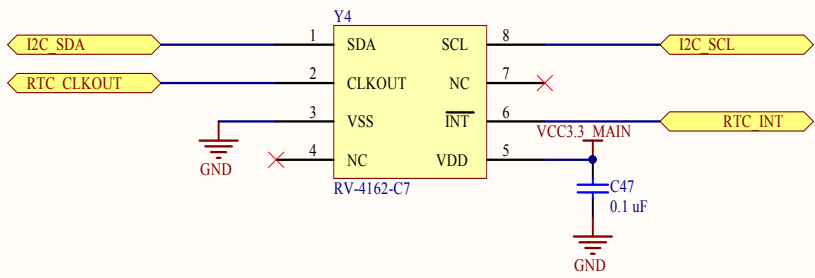 Y4
I2C_SDA 1 SDA SCL 8 I2C_SCL
RTC_CLKOUT 2 CLKOUT NC 7
3 VSS INT 6 RTC_INT
GND
VCC3.3_MAIN
4 NC VDD 5
RV-4162-C7
C47
0.1 uF
GND